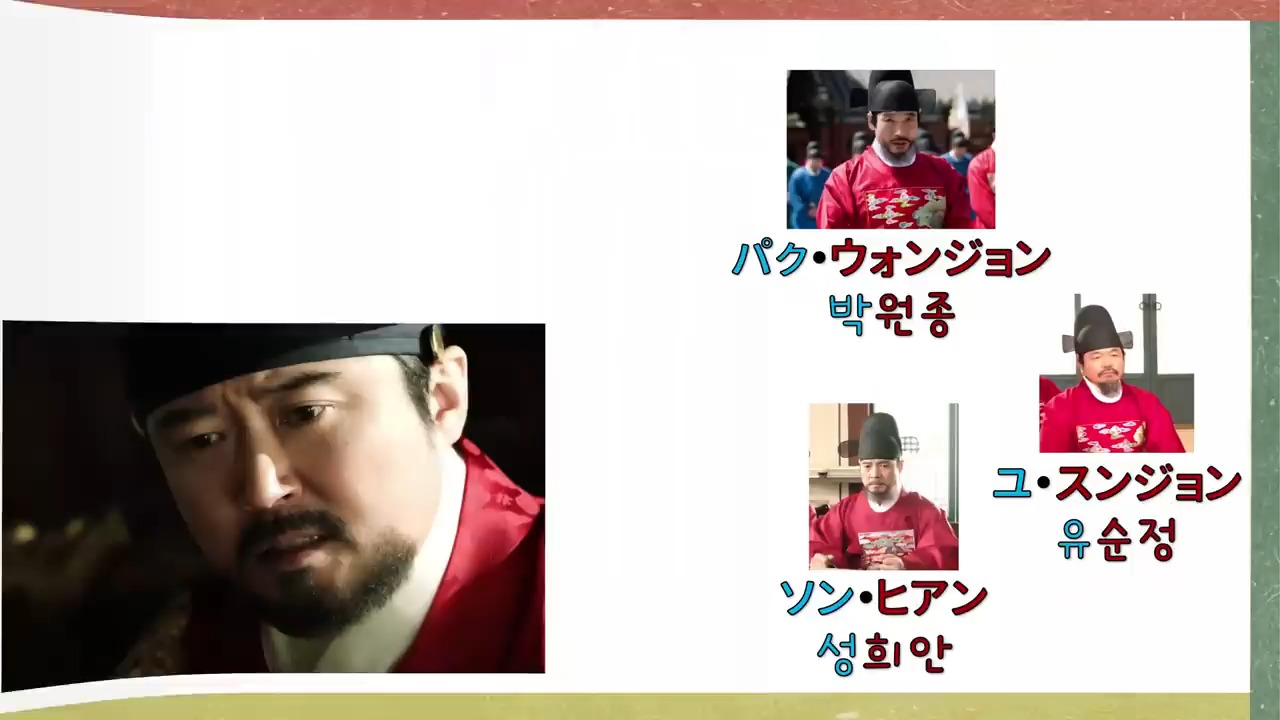 パク・ウォンジョン
박원종
ユ・スンジョン
유순정
ソン・ヒアン
성희안